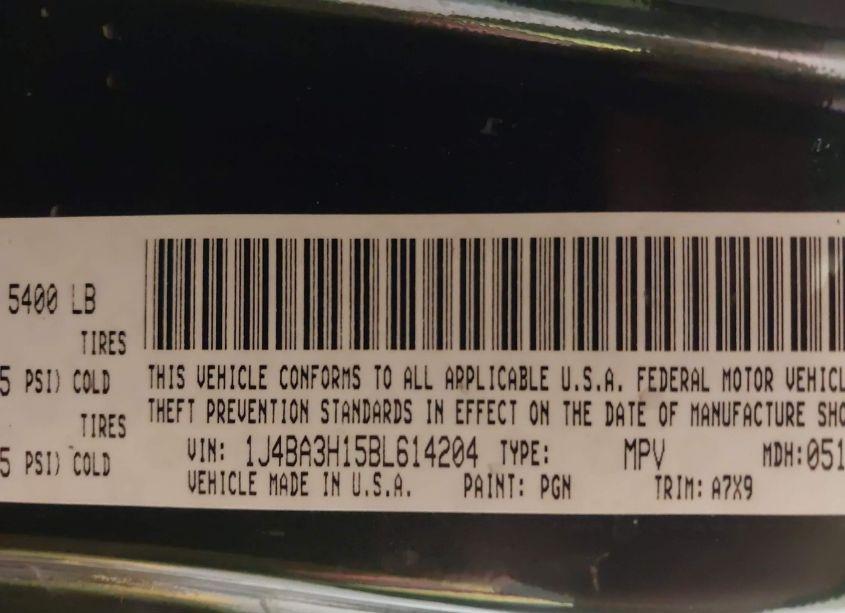 5400 LB
TIRES
5 PSI) COLD
TIRES
5 PSI) COLD
THIS VEHICLE CONFORMS TO ALL APPLICABLE U.S.A. FEDERAL MOTOR VEHICL
THEFT PREVENTION STANDARDS IN EFFECT ON THE DATE OF MANUFACTURE SHO
VIN: 1J4BA3H15BL614204 TYPE: MPV MDH:051
VEHICLE MADE IN U.S.A. PAINT: PGN TRIM: A7X9